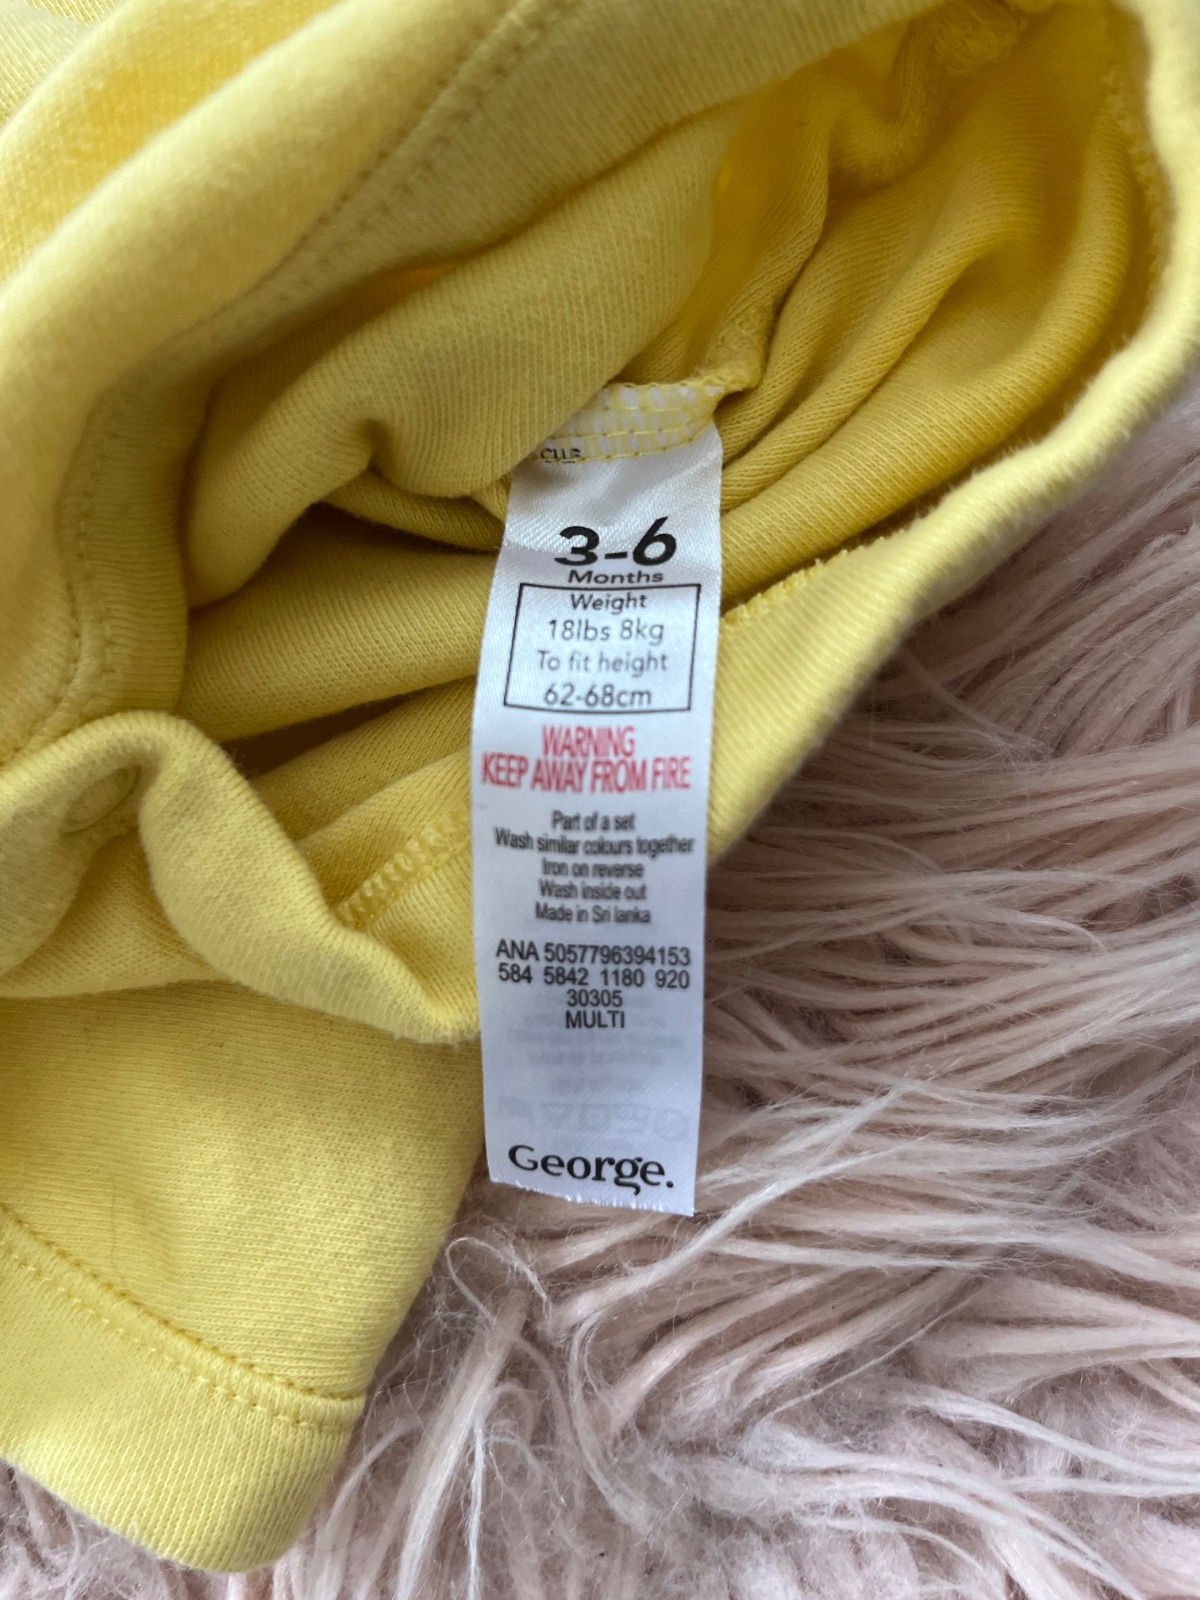 3-6
Months
Weight
18lbs 8kg
To fit height
62-68cm
WARNING
KEEP AWAY FROM FIRE
Part of a set
Wash similar colours together
Iron on reverse
Wash inside out
Made in Sri lanka
ANA 5057796394153
584 5842 1180 920
30305
MULTI
George.